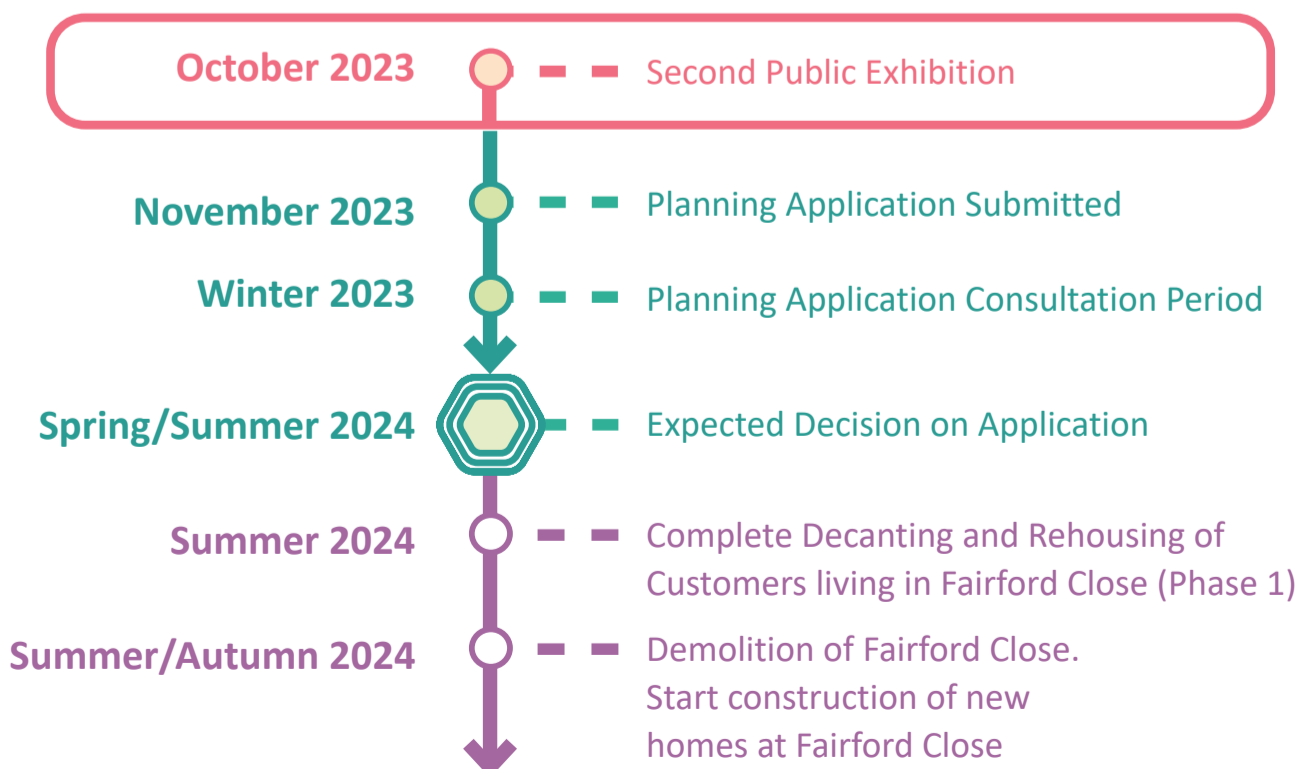 October 2023
Second Public Exhibition
November 2023
Planning Application Submitted
Winter 2023
Planning Application Consultation Period
Spring/Summer 2024
Expected Decision on Application
Summer 2024
Complete Decanting and Rehousing of
Customers living in Fairford Close (Phase 1)
Summer/Autumn 2024
Demolition of Fairford Close.
Start construction of new
homes at Fairford Close